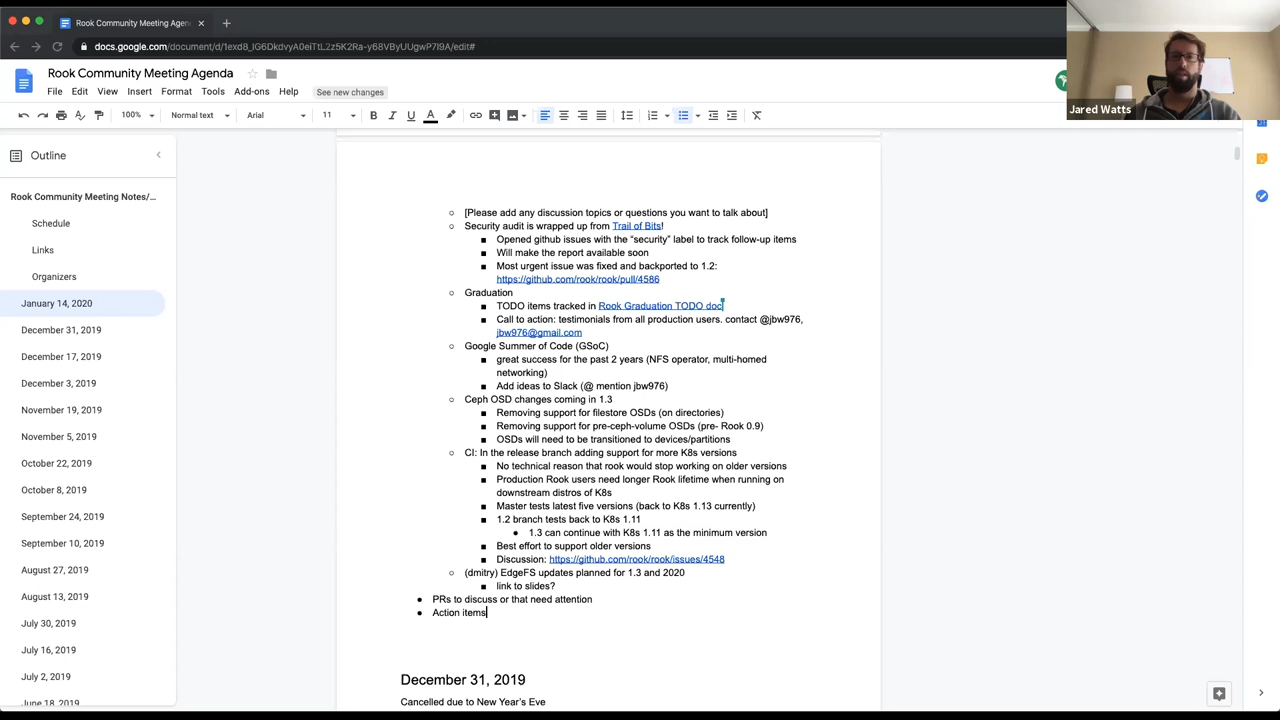 Rook Community Meeting Agen
docs.google.com/document/d/1exd8_IG6DkdvyA0eiTtL2z5K2Ra-y68VByUUgwP7I9A/edit#
Rook Community Meeting Agenda
File Edit View Insert Format Tools Add-ons Help See new changes
100% Normal text Arial 11
Jared Watts
Outline
Rook Community Meeting Notes/...
Schedule
Links
Organizers
January 14, 2020
December 31, 2019
December 17, 2019
December 3, 2019
November 19, 2019
November 5, 2019
October 22, 2019
October 8, 2019
September 24, 2019
September 10, 2019
August 27, 2019
August 13, 2019
July 30, 2019
July 16, 2019
July 2, 2019
June 18, 2019
[Please add any discussion topics or questions you want to talk about]
Security audit is wrapped up from Trail of Bits!
Opened github issues with the “security” label to track follow-up items
Will make the report available soon
Most urgent issue was fixed and backported to 1.2:
https://github.com/rook/rook/pull/4586
Graduation
TODO items tracked in Rook Graduation TODO doc
Call to action: testimonials from all production users. contact @jbw976,
jbw976@gmail.com
Google Summer of Code (GSoC)
great success for the past 2 years (NFS operator, multi-homed
networking)
Add ideas to Slack (@ mention jbw976)
Ceph OSD changes coming in 1.3
Removing support for filestore OSDs (on directories)
Removing support for pre-ceph-volume OSDs (pre- Rook 0.9)
OSDs will need to be transitioned to devices/partitions
CI: In the release branch adding support for more K8s versions
No technical reason that rook would stop working on older versions
Production Rook users need longer Rook lifetime when running on
downstream distros of K8s
Master tests latest five versions (back to K8s 1.13 currently)
1.2 branch tests back to K8s 1.11
1.3 can continue with K8s 1.11 as the minimum version
Best effort to support older versions
Discussion: https://github.com/rook/rook/issues/4548
(dmitry) EdgeFS updates planned for 1.3 and 2020
link to slides?
PRs to discuss or that need attention
Action items
December 31, 2019
Cancelled due to New Year’s Eve